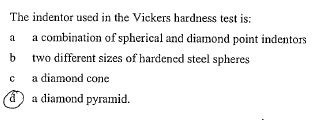 The indentor used in the Vickers hardness test is:
a a combination of spherical and diamond point indentors
b two different sizes of hardened steel spheres
c a diamond cone
d a diamond pyramid.